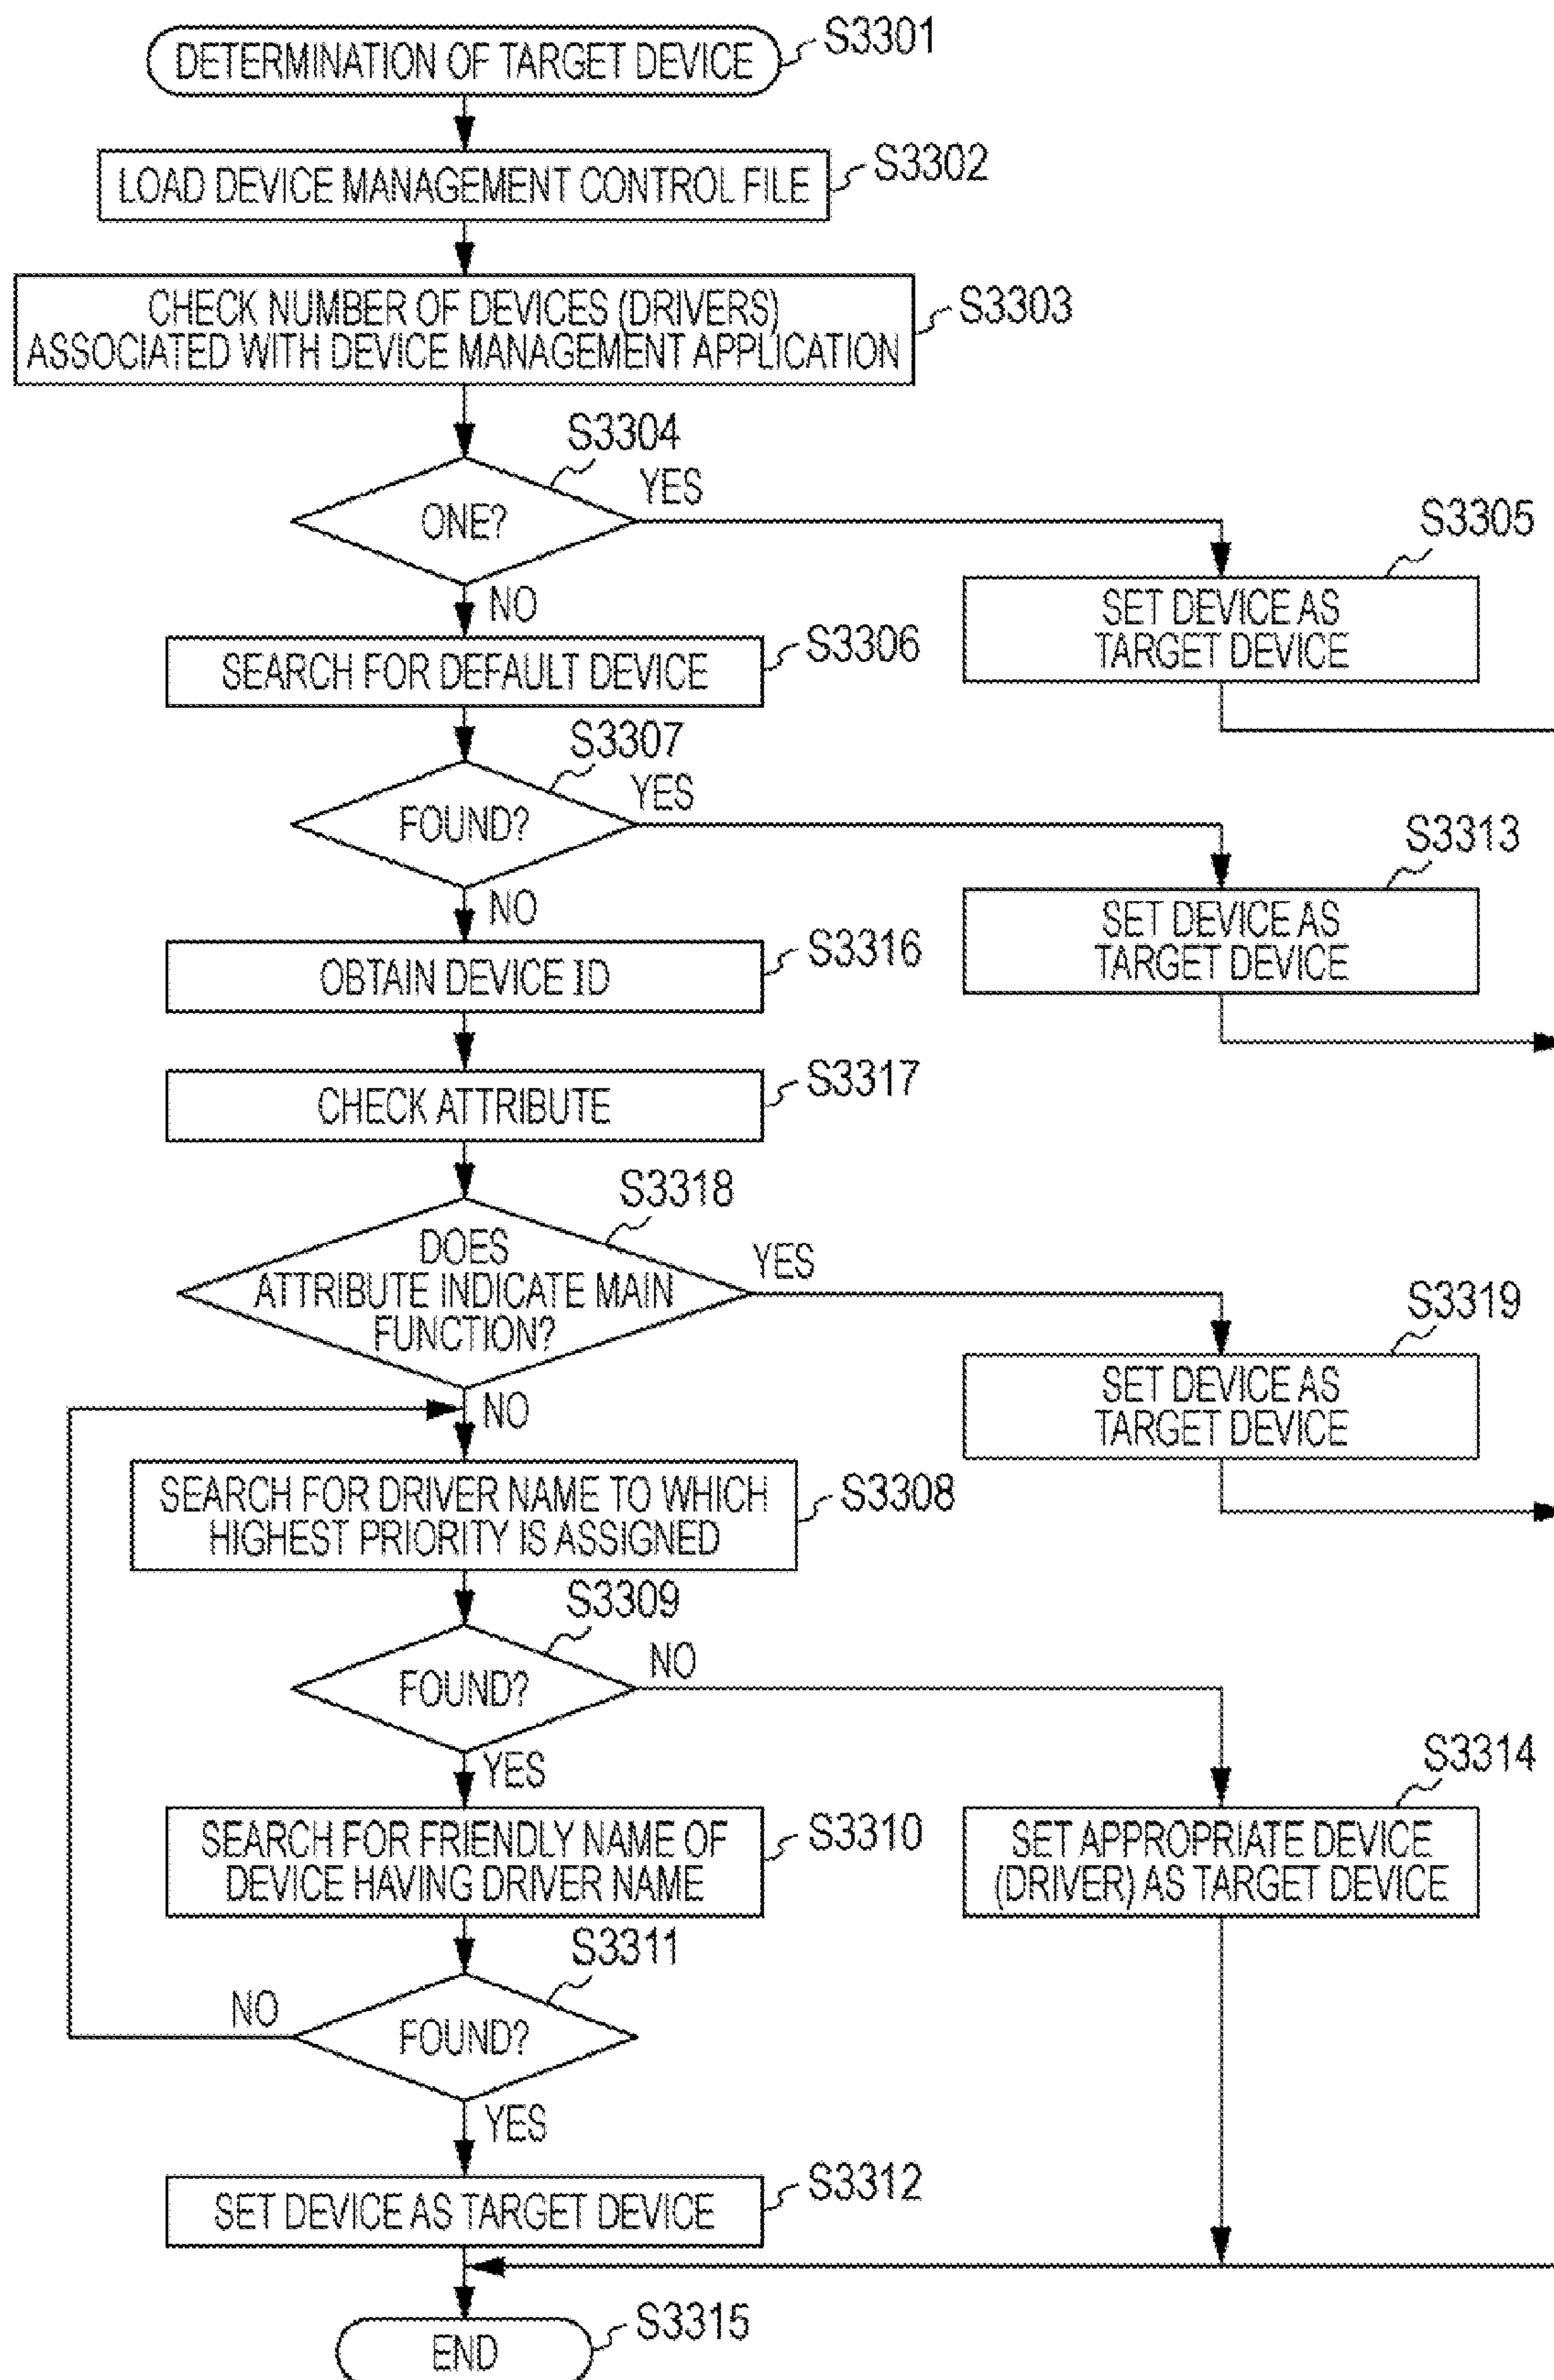 DETERMINATION OF TARGET DEVICE
S3301
LOAD DEVICE MANAGEMENT CONTROL FILE
S3302
CHECK NUMBER OF DEVICES (DRIVERS)
ASSOCIATED WITH DEVICE MANAGEMENT APPLICATION
S3303
S3304
ONE?
YES
NO
S3305
SET DEVICE AS
TARGET DEVICE
SEARCH FOR DEFAULT DEVICE
S3306
S3307
FOUND?
YES
NO
S3313
SET DEVICE AS
TARGET DEVICE
OBTAIN DEVICE ID
S3316
CHECK ATTRIBUTE
S3317
S3318
DOES
ATTRIBUTE INDICATE MAIN
FUNCTION?
YES
NO
S3319
SET DEVICE AS
TARGET DEVICE
SEARCH FOR DRIVER NAME TO WHICH
HIGHEST PRIORITY IS ASSIGNED
S3308
S3309
FOUND?
NO
YES
S3314
SET APPROPRIATE DEVICE
(DRIVER) AS TARGET DEVICE
SEARCH FOR FRIENDLY NAME OF
DEVICE HAVING DRIVER NAME
S3310
S3311
FOUND?
NO
YES
SET DEVICE AS TARGET DEVICE
S3312
END
S3315